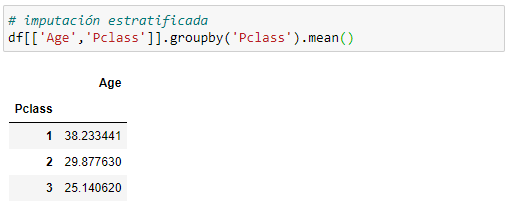 # imputación estratificada
df[['Age','Pclass']].groupby('Pclass').mean()
Age
Pclass
1 38.233441
2 29.877630
3 25.140620